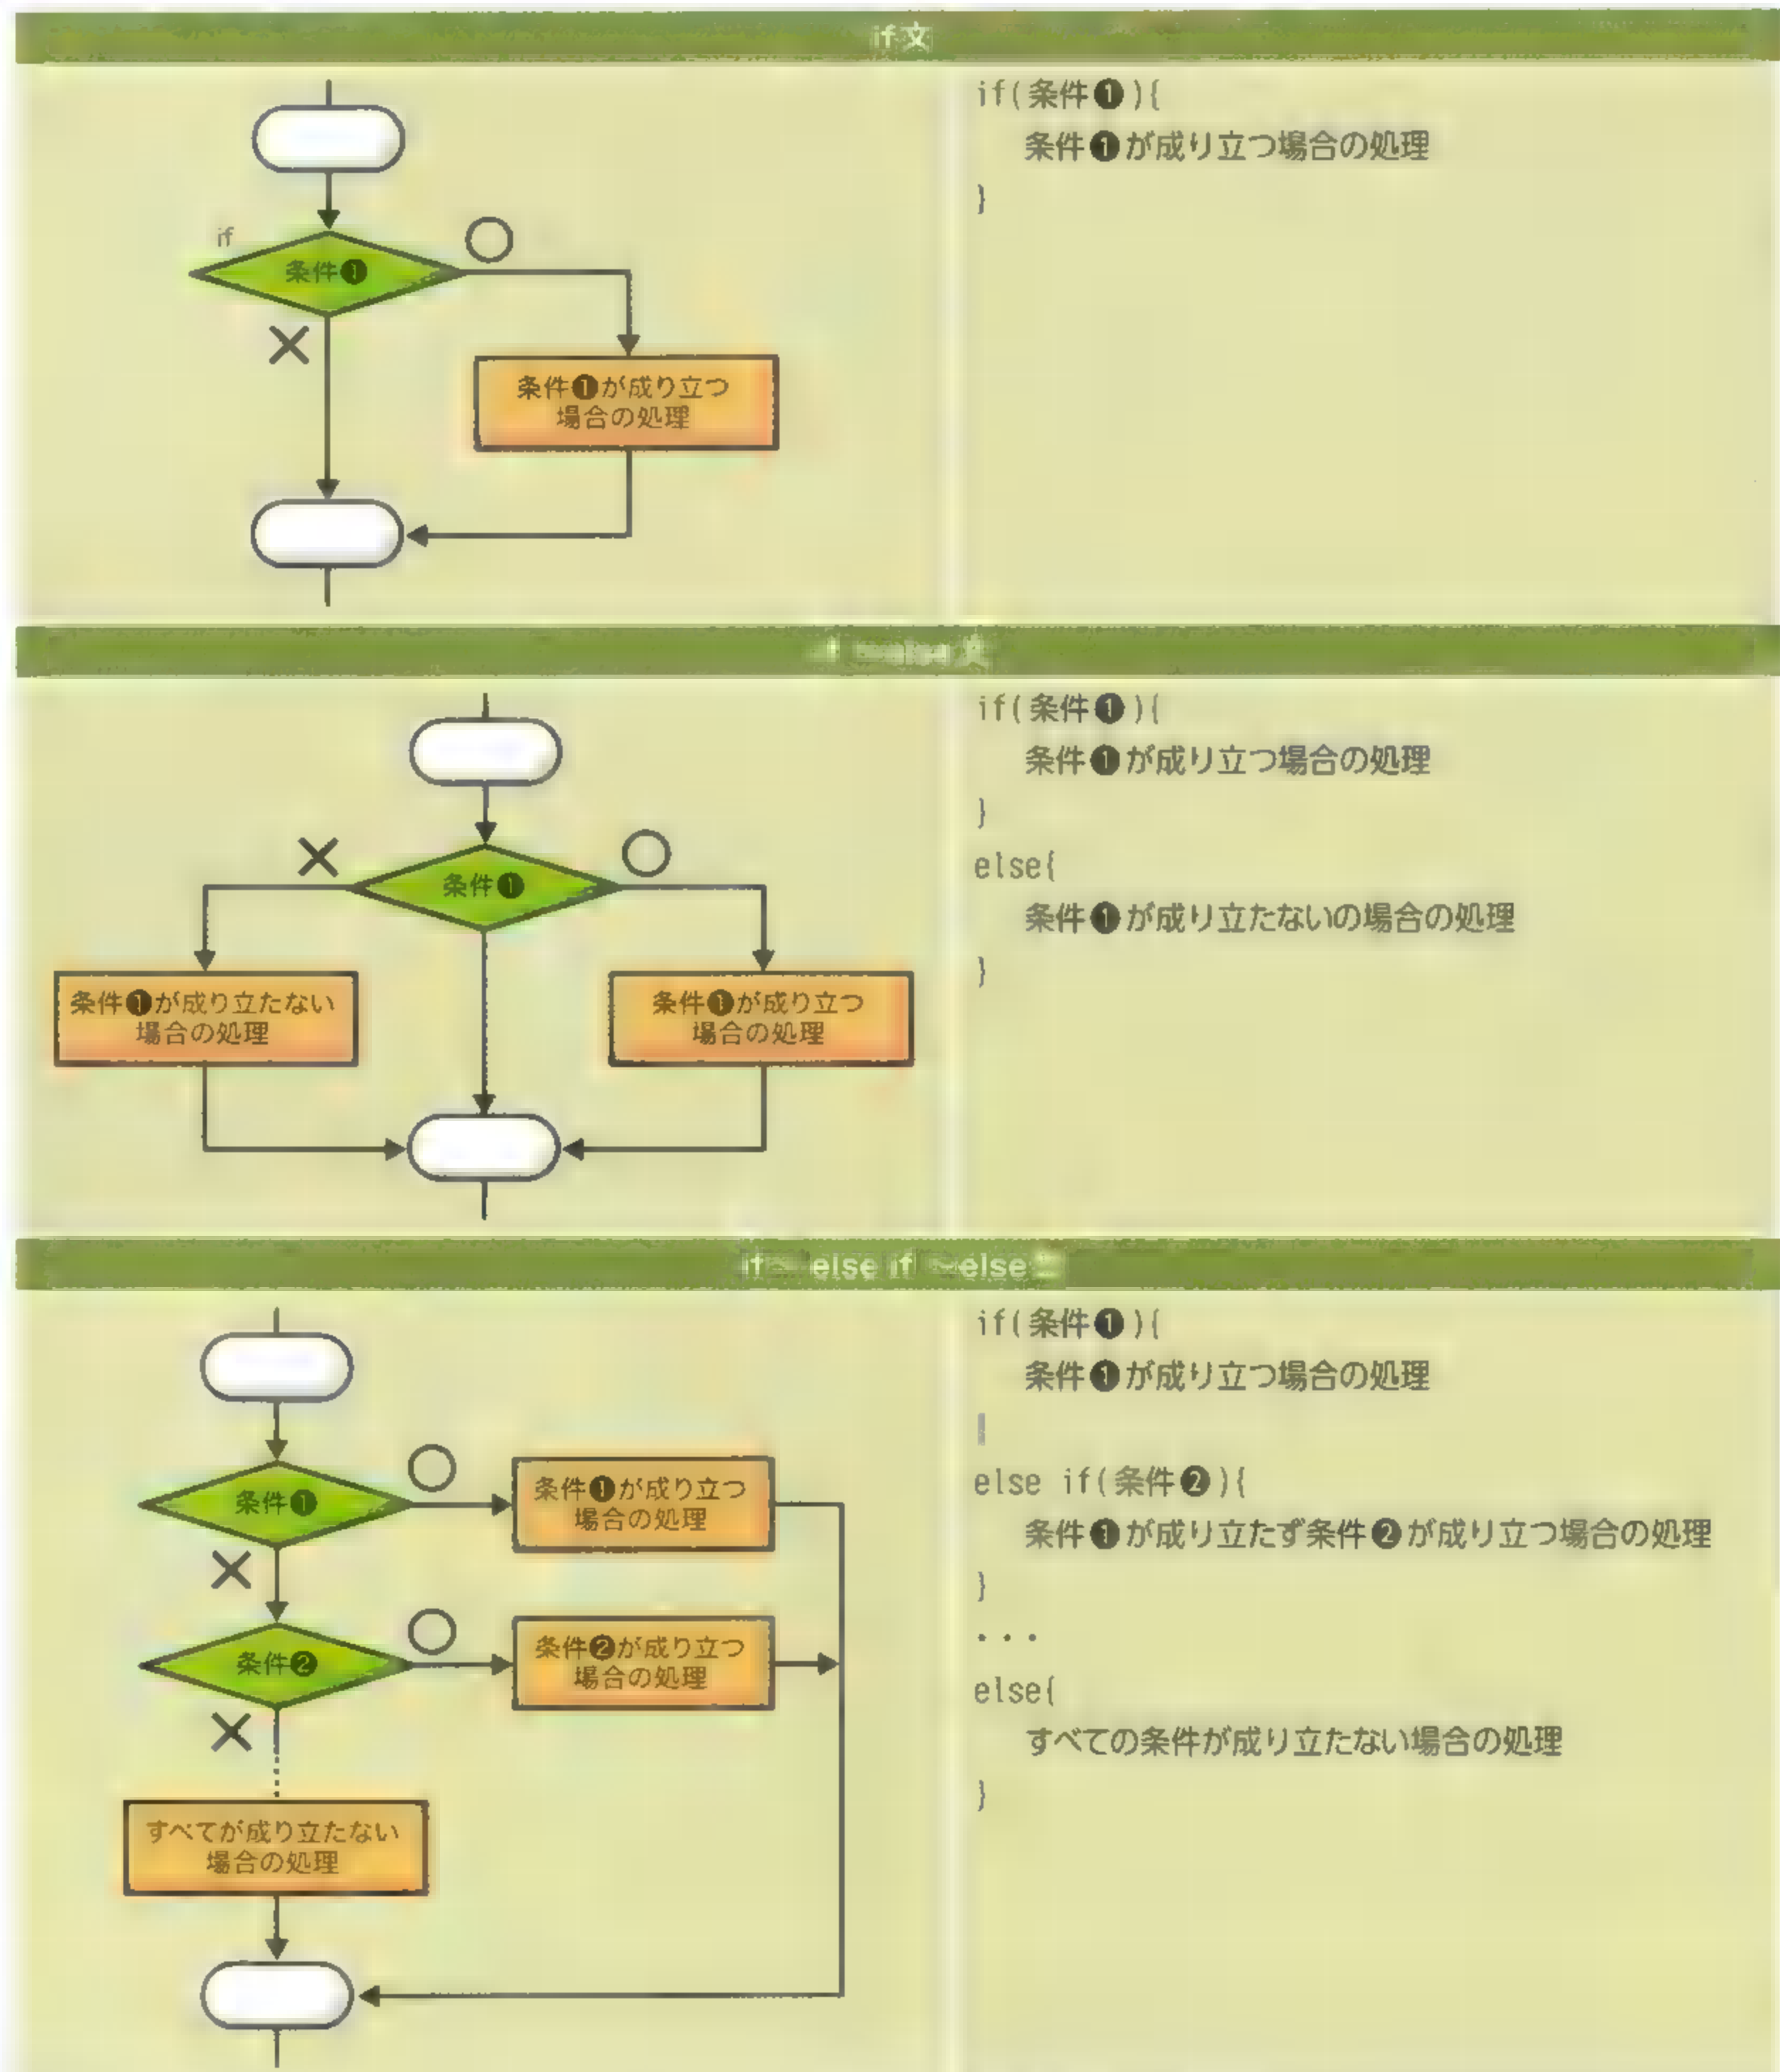 if文
if
条件❶
条件❶が成り立つ
場合の処理
if(条件❶){
条件❶が成り立つ場合の処理
}
条件❶
条件❶が成り立たない
場合の処理
条件❶が成り立つ
場合の処理
if(条件❶){
条件❶が成り立つ場合の処理
}
else{
条件❶が成り立たないの場合の処理
}
if～else if ～else
条件❶
条件❶が成り立つ
場合の処理
条件❷
条件❷が成り立つ
場合の処理
すべてが成り立たない
場合の処理
if(条件❶){
条件❶が成り立つ場合の処理
else if(条件❷){
条件❶が成り立たず条件❷が成り立つ場合の処理
}
...
else{
すべての条件が成り立たない場合の処理
}